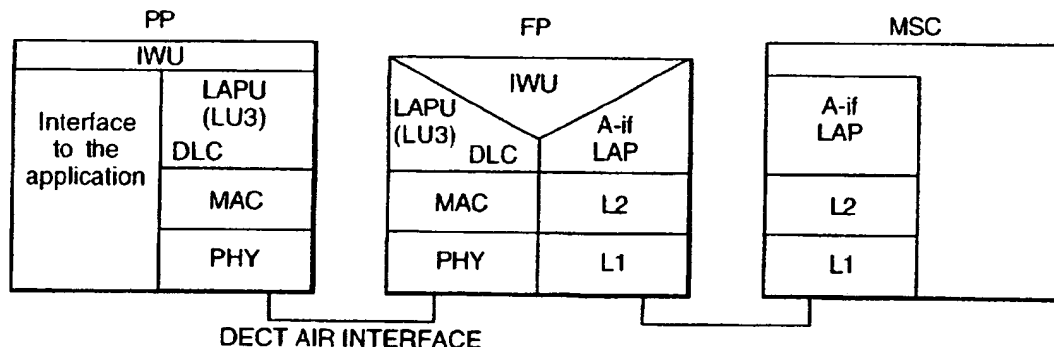 PP
FP
MSC
IWU
Interface
to the
application
LAPU
(LU3)
DLC
MAC
PHY
IWU
LAPU
(LU3)
DLC
MAC
PHY
A-if
LAP
L2
L1
A-if
LAP
L2
L1
DECT AIR INTERFACE